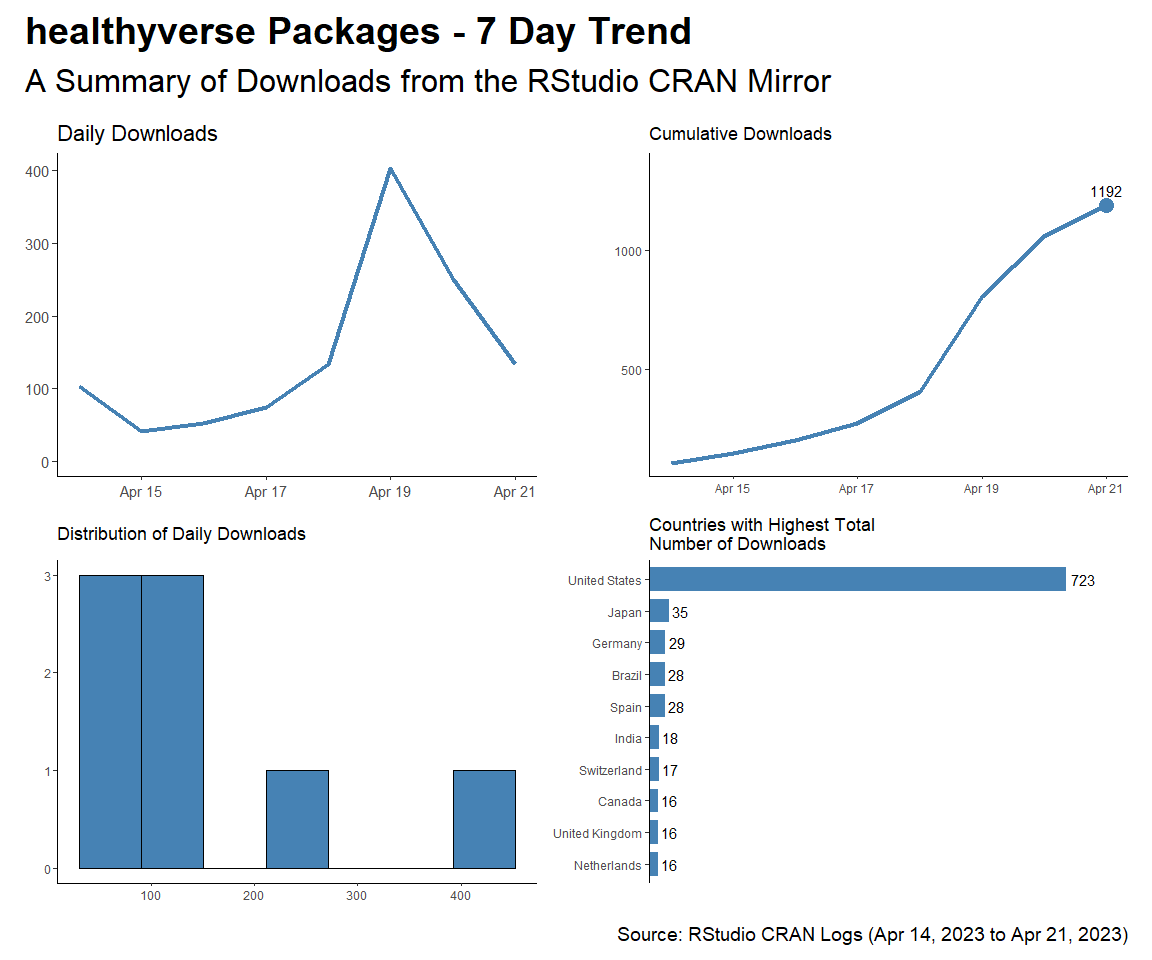 healthyverse Packages - 7 Day Trend
A Summary of Downloads from the RStudio CRAN Mirror
Daily Downloads
400
300
200
100
0
Apr 15 Apr 17 Apr 19 Apr 21
Cumulative Downloads
1192
1000
500
Apr 15 Apr 17 Apr 19 Apr 21
Distribution of Daily Downloads
3
2
1
0
100 200 300 400
Countries with Highest Total
Number of Downloads
United States 723
Japan 35
Germany 29
Brazil 28
Spain 28
India 18
Switzerland 17
Canada 16
United Kingdom 16
Netherlands 16
Source: RStudio CRAN Logs (Apr 14, 2023 to Apr 21, 2023)